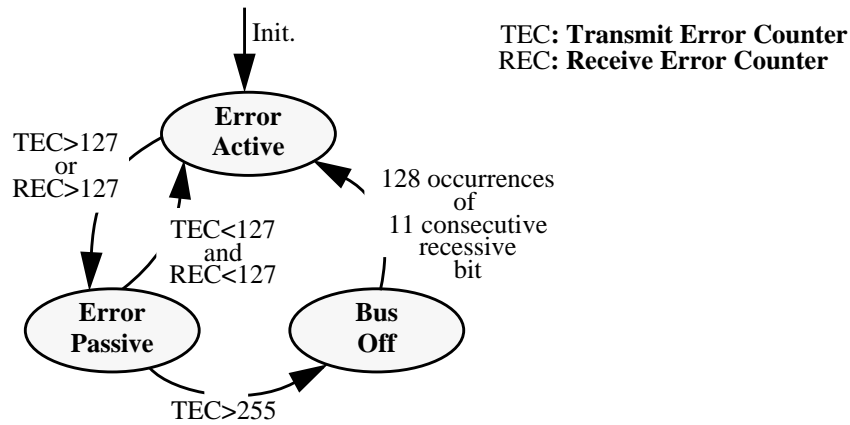 Init.
TEC: Transmit Error Counter
REC: Receive Error Counter
Error
Active
TEC>127
or
REC>127
TEC<127
and
REC<127
128 occurrences
of
11 consecutive
recessive
bit
Error
Passive
Bus
Off
TEC>255